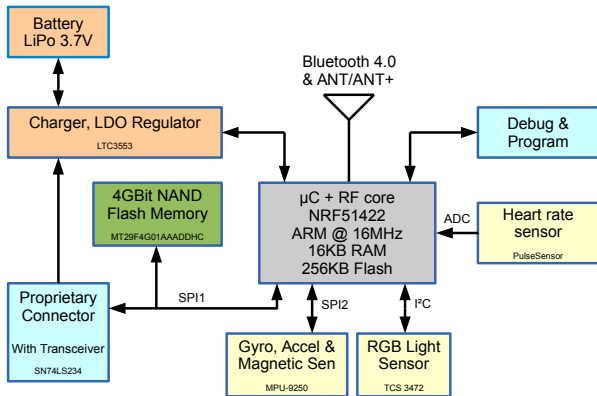 Battery
LiPo 3.7V
Bluetooth 4.0
& ANT/ANT+
Charger, LDO Regulator
LTC3553
Debug &
Program
4GBit NAND
Flash Memory
MT29F4G01AAADDHC
µC + RF core
NRF51422
ARM @ 16MHz
16KB RAM
256KB Flash
ADC
Heart rate
sensor
PulseSensor
Proprietary
Connector
With Transceiver
SN74LS234
SPI1
SPI2
I²C
Gyro, Accel &
Magnetic Sen
MPU-9250
RGB Light
Sensor
TCS 3472